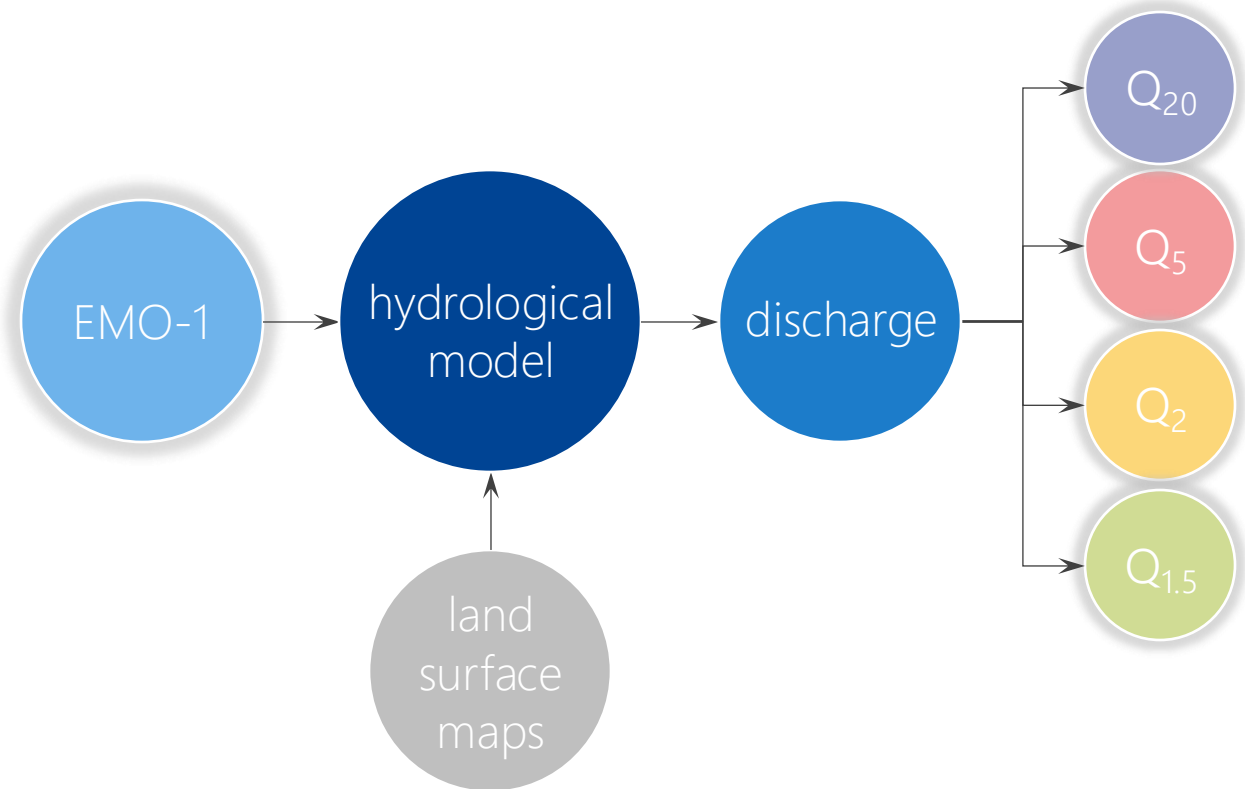 EMO-1
hydrological
model
land
surface
maps
discharge
Q₂₀
Q₅
Q₂
Q₁.₅